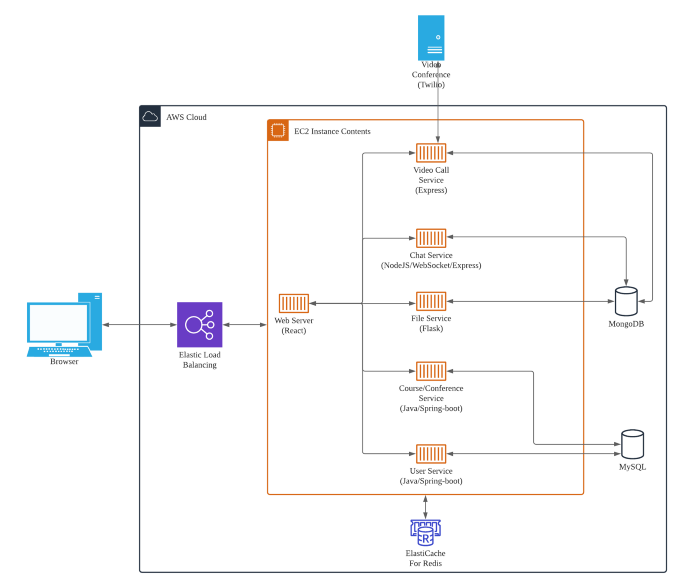 Video
Conference
(Twilio)
AWS Cloud
EC2 Instance Contents
Video Call
Service
(Express)
Chat Service
(NodeJS/WebSocket/Express)
Web Server
(React)
File Service
(Flask)
MongoDB
Browser
Elastic Load
Balancing
Course/Conference
Service
(Java/Spring-boot)
User Service
(Java/Spring-boot)
MySQL
R
ElastiCache
For Redis